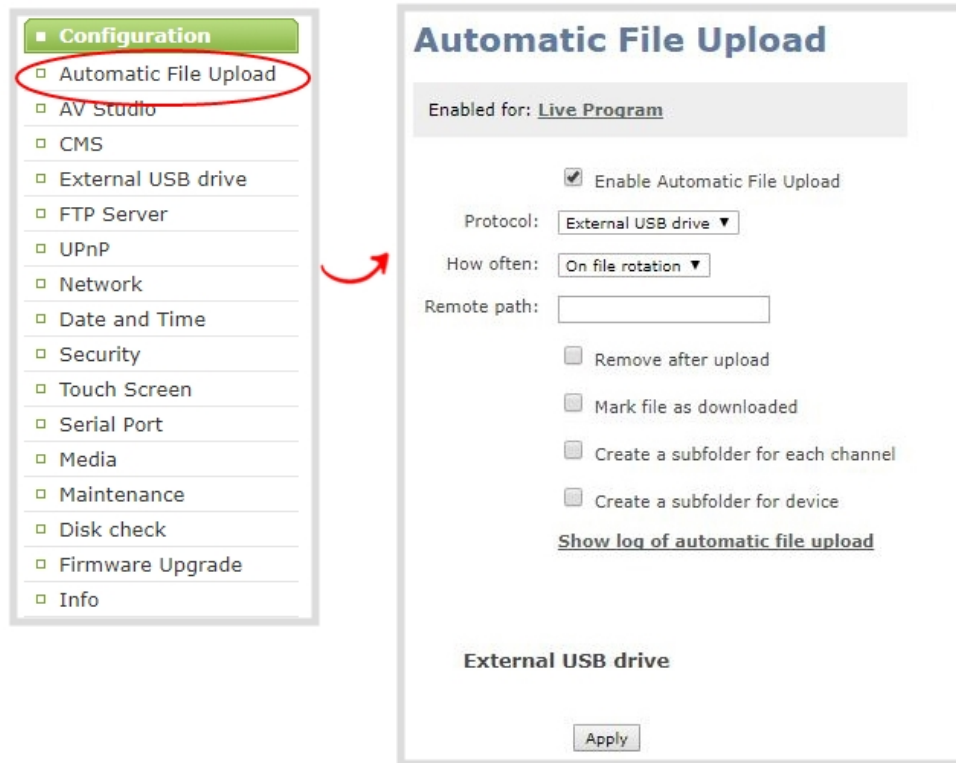 Configuration
Automatic File Upload
AV Studio
CMS
External USB drive
FTP Server
UPnP
Network
Date and Time
Security
Touch Screen
Serial Port
Media
Maintenance
Disk check
Firmware Upgrade
Info
Automatic File Upload
Enabled for: Live Program
Enable Automatic File Upload
Protocol: External USB drive
How often: On file rotation
Remote path:
Remove after upload
Mark file as downloaded
Create a subfolder for each channel
Create a subfolder for device
Show log of automatic file upload
External USB drive
Apply